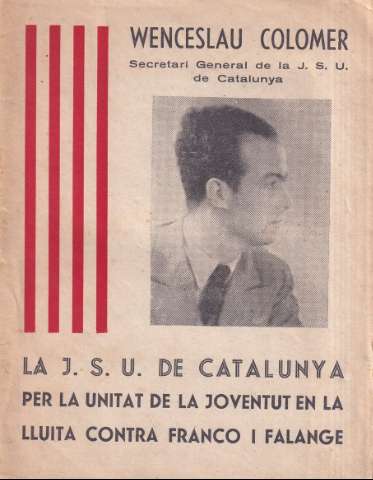 WENCESLAU COLOMER
Secretari General de la J. S. U.
de Catalunya
LA J. S. U. DE CATALUNYA
PER LA UNITAT DE LA JOVENTUT EN LA
LLUITA CONTRA FRANCO I FALANGE